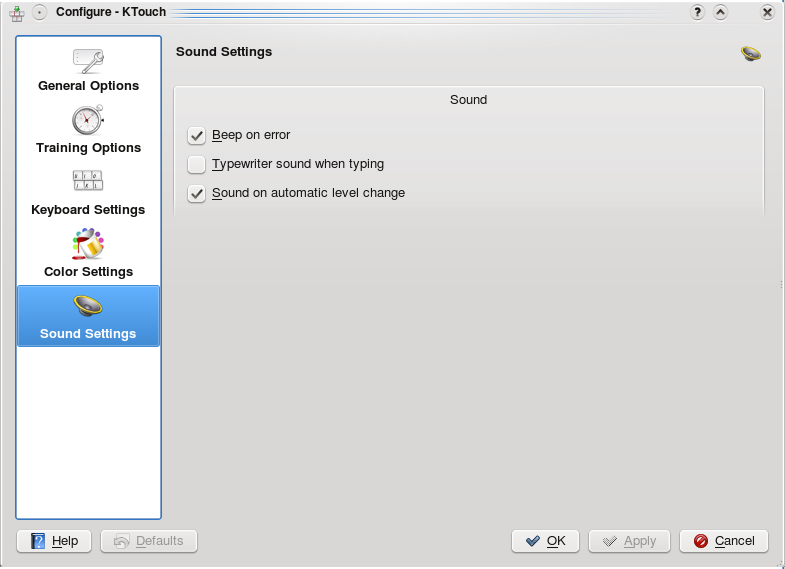 Configure - KTouch
General Options
Training Options
Keyboard Settings
Color Settings
Sound Settings
Sound Settings
Sound
Beep on error
Typewriter sound when typing
Sound on automatic level change
Help
Defaults
OK
Apply
Cancel